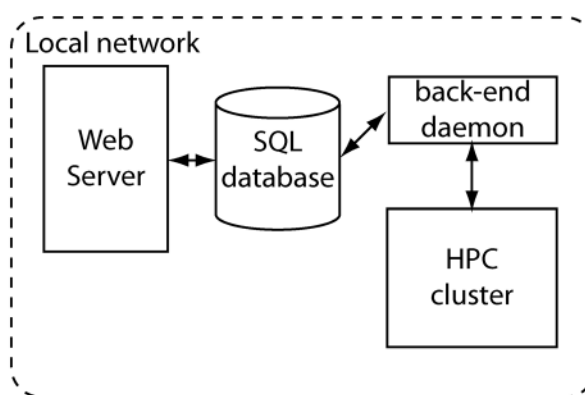 Local network
Web
Server
SQL
database
back-end
daemon
HPC
cluster